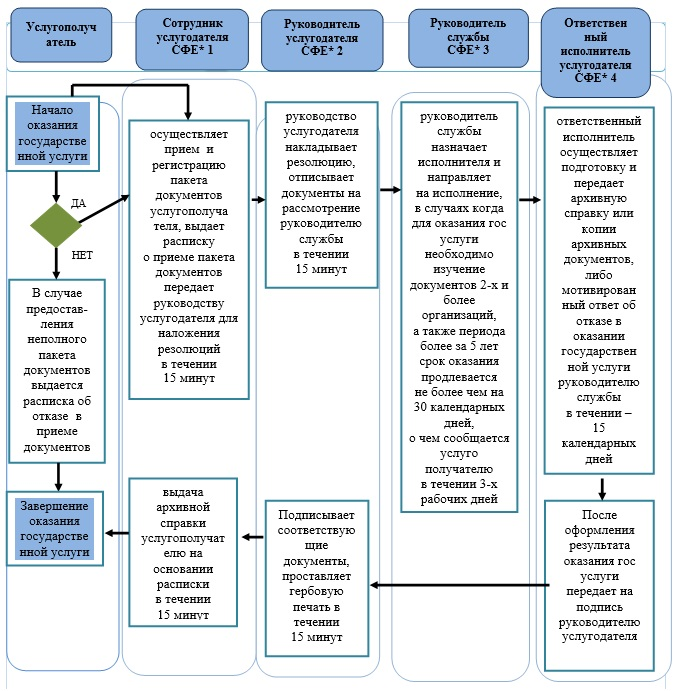 Услугополуч
атель
Сотрудник
услугодателя
СФЕ* 1
Руководитель
услугодателя
СФЕ* 2
Руководитель
службы
СФЕ* 3
Ответствен
ный
исполнитель
услугодателя
СФЕ* 4
Начало
оказания
государстве
нной услуги
ДА
НЕТ
В случае
предостав-
ления
неполного
пакета
документов
выдается
расписка об
отказе в
приеме
документов
Завершение
оказания
государстве
нной услуги
осуществляет
прием и
регистрацию
пакета
документов
услугополуча
теля, выдает
расписку
о приеме пакета
документов
передает
руководству
услугодателя для
наложения
резолюций
в течении
15 минут
выдача
архивной
справки
услугополучат
елю на
основании
расписки
в течении
15 минут
руководство
услугодателя
накладывает
резолюцию,
отписывает
документы на
рассмотрение
руководителю
службы
в течении
15 минут
Подписывает
соответствую
щие
документы,
проставляет
гербовую
печать в
течении
15 минут
руководитель
службы
назначает
исполнителя и
направляет
на исполнение,
в случаях когда
для оказания гос
услуги
необходимо
изучение
документов 2-х и
более
организаций,
а также периода
более за 5 лет
срок оказания
продлевается
не более чем на
30 календарных
дней,
о чем сообщается
услуго
получателю
в течении 3-х
рабочих дней
ответственный
исполнитель
осуществляет
подготовку и
передает
архивную
справку или
копии
архивных
документов,
либо
мотивирован
ный ответ об
отказе в
оказании
государствен
ной услуги
руководителю
службы
в течении –
15
календарных
дней
После
оформления
результата
оказания гос
услуги
передает на
подпись
руководителю
услугодателя